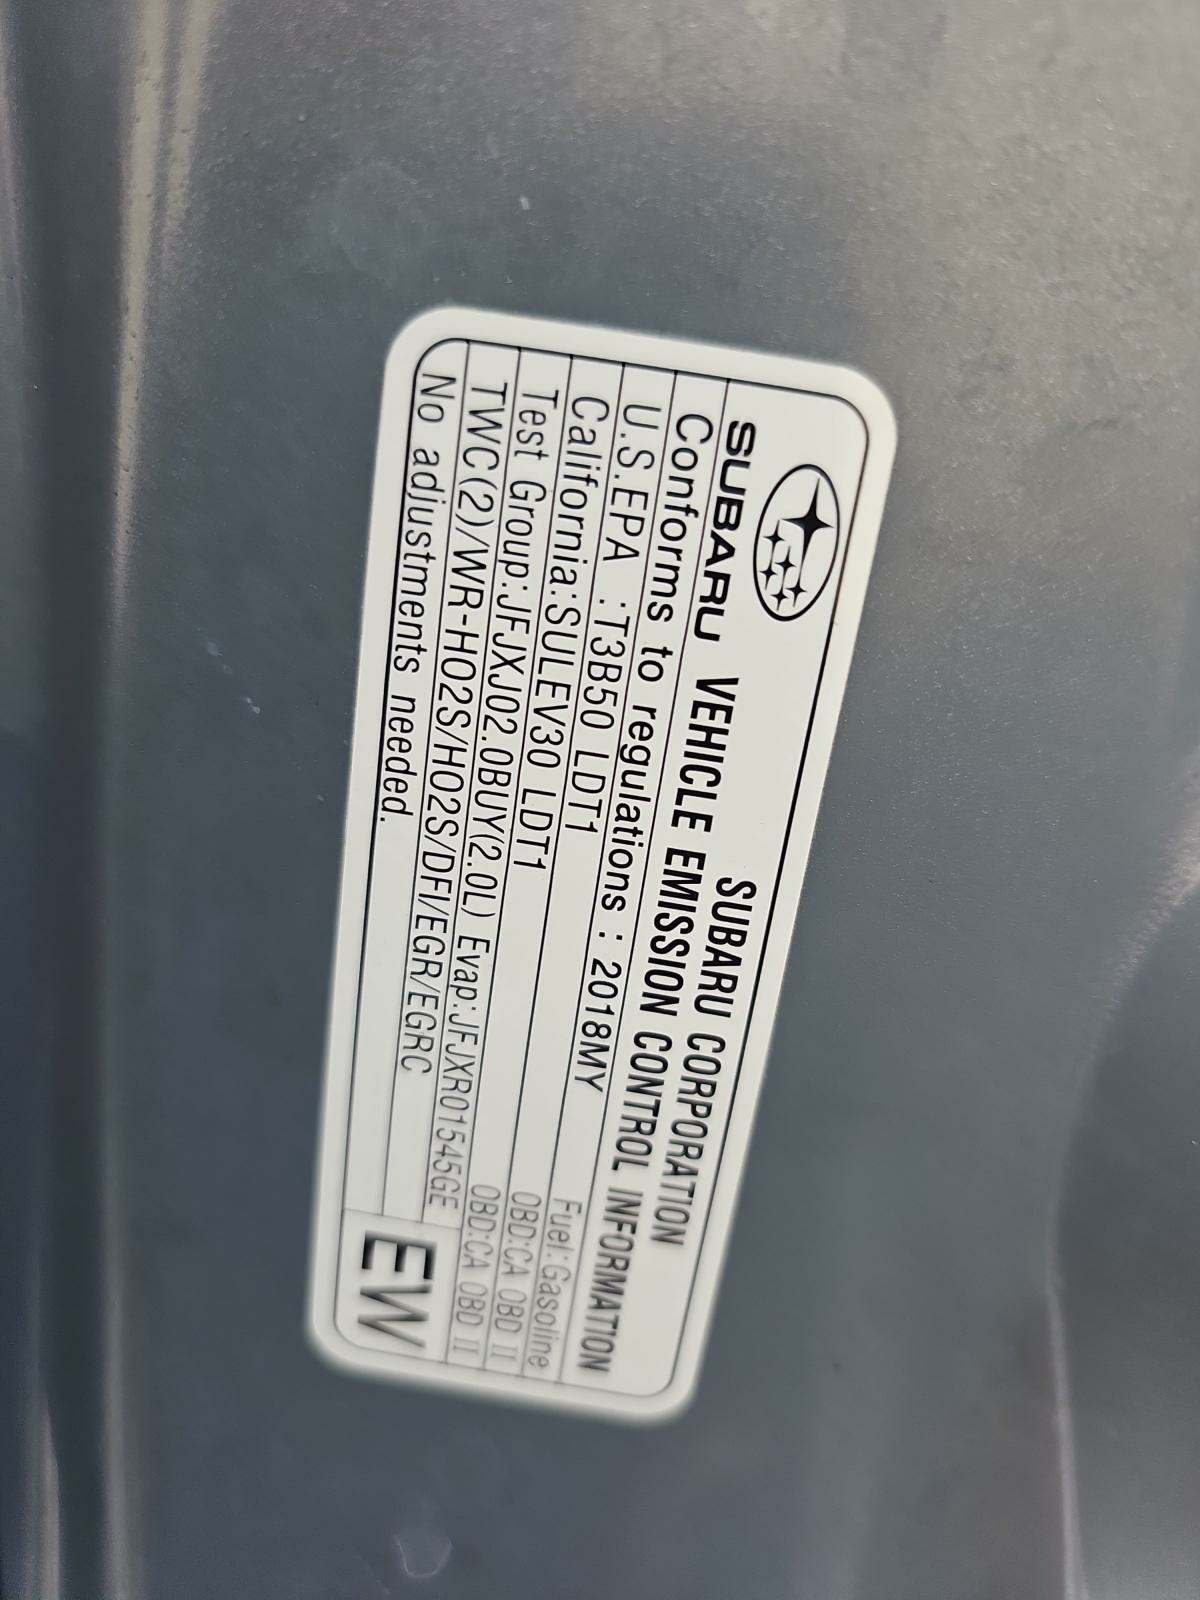 SUBARU CORPORATION
SUBARU VEHICLE EMISSION CONTROL INFORMATION
Conforms to regulations : 2018MY Fuel:Gasoline
U.S.EPA :T3B50 LDT1 OBD:CA OBD II
California:SULEV30 LDT1 OBD:CA OBD II
Test Group:JFJXJ02.0BUY(2.0L) Evap:JFJXR01545GE
TWC(2)/WR-HO2S/HO2S/DFI/EGR/EGRC
No adjustments needed.
EW